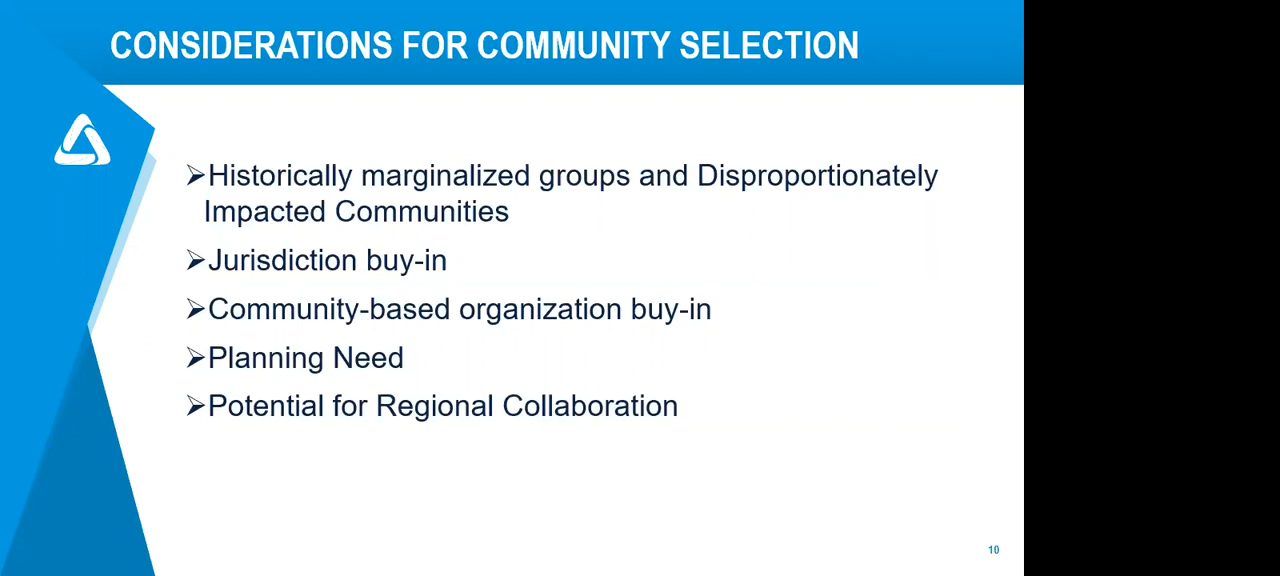 CONSIDERATIONS FOR COMMUNITY SELECTION
➢Historically marginalized groups and Disproportionately
Impacted Communities
➢Jurisdiction buy-in
➢Community-based organization buy-in
➢Planning Need
➢Potential for Regional Collaboration
10